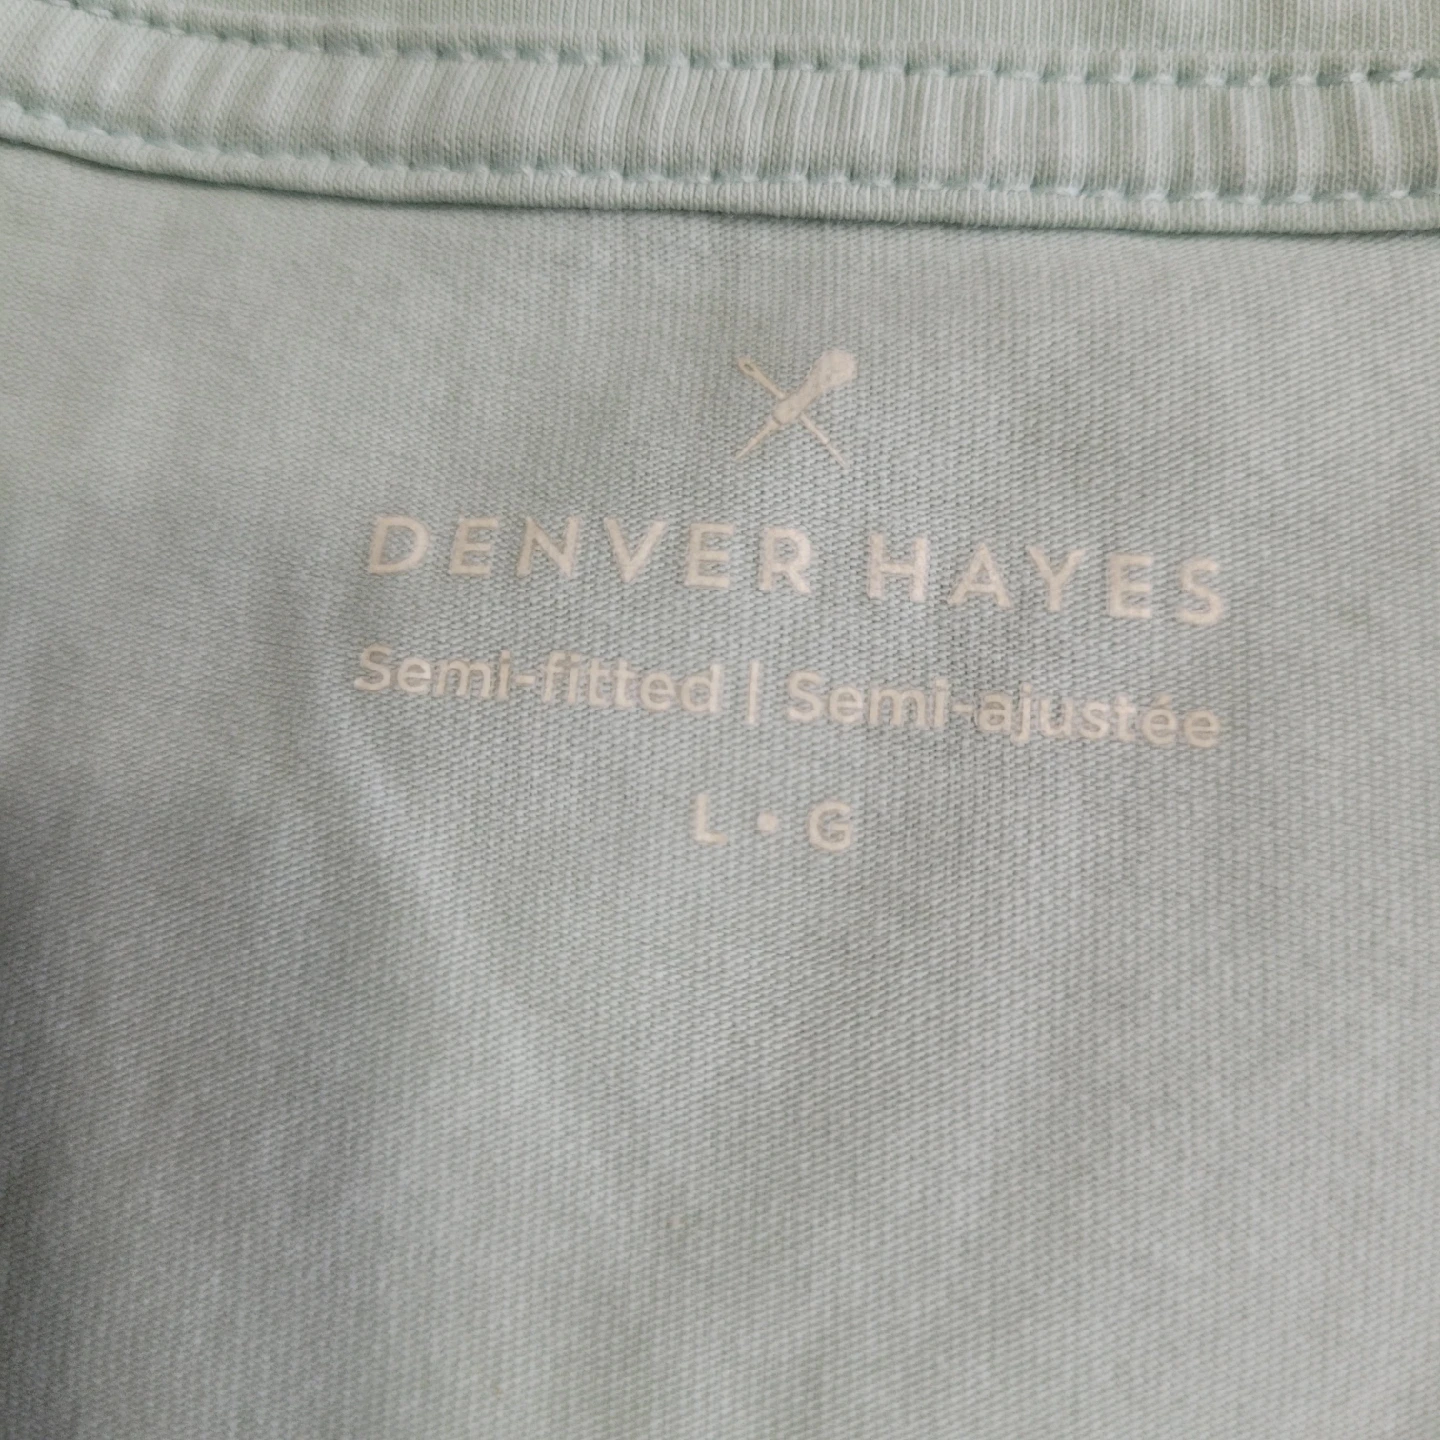 DENVER HAYES
Semi-fitted | Semi-ajustée
L • G